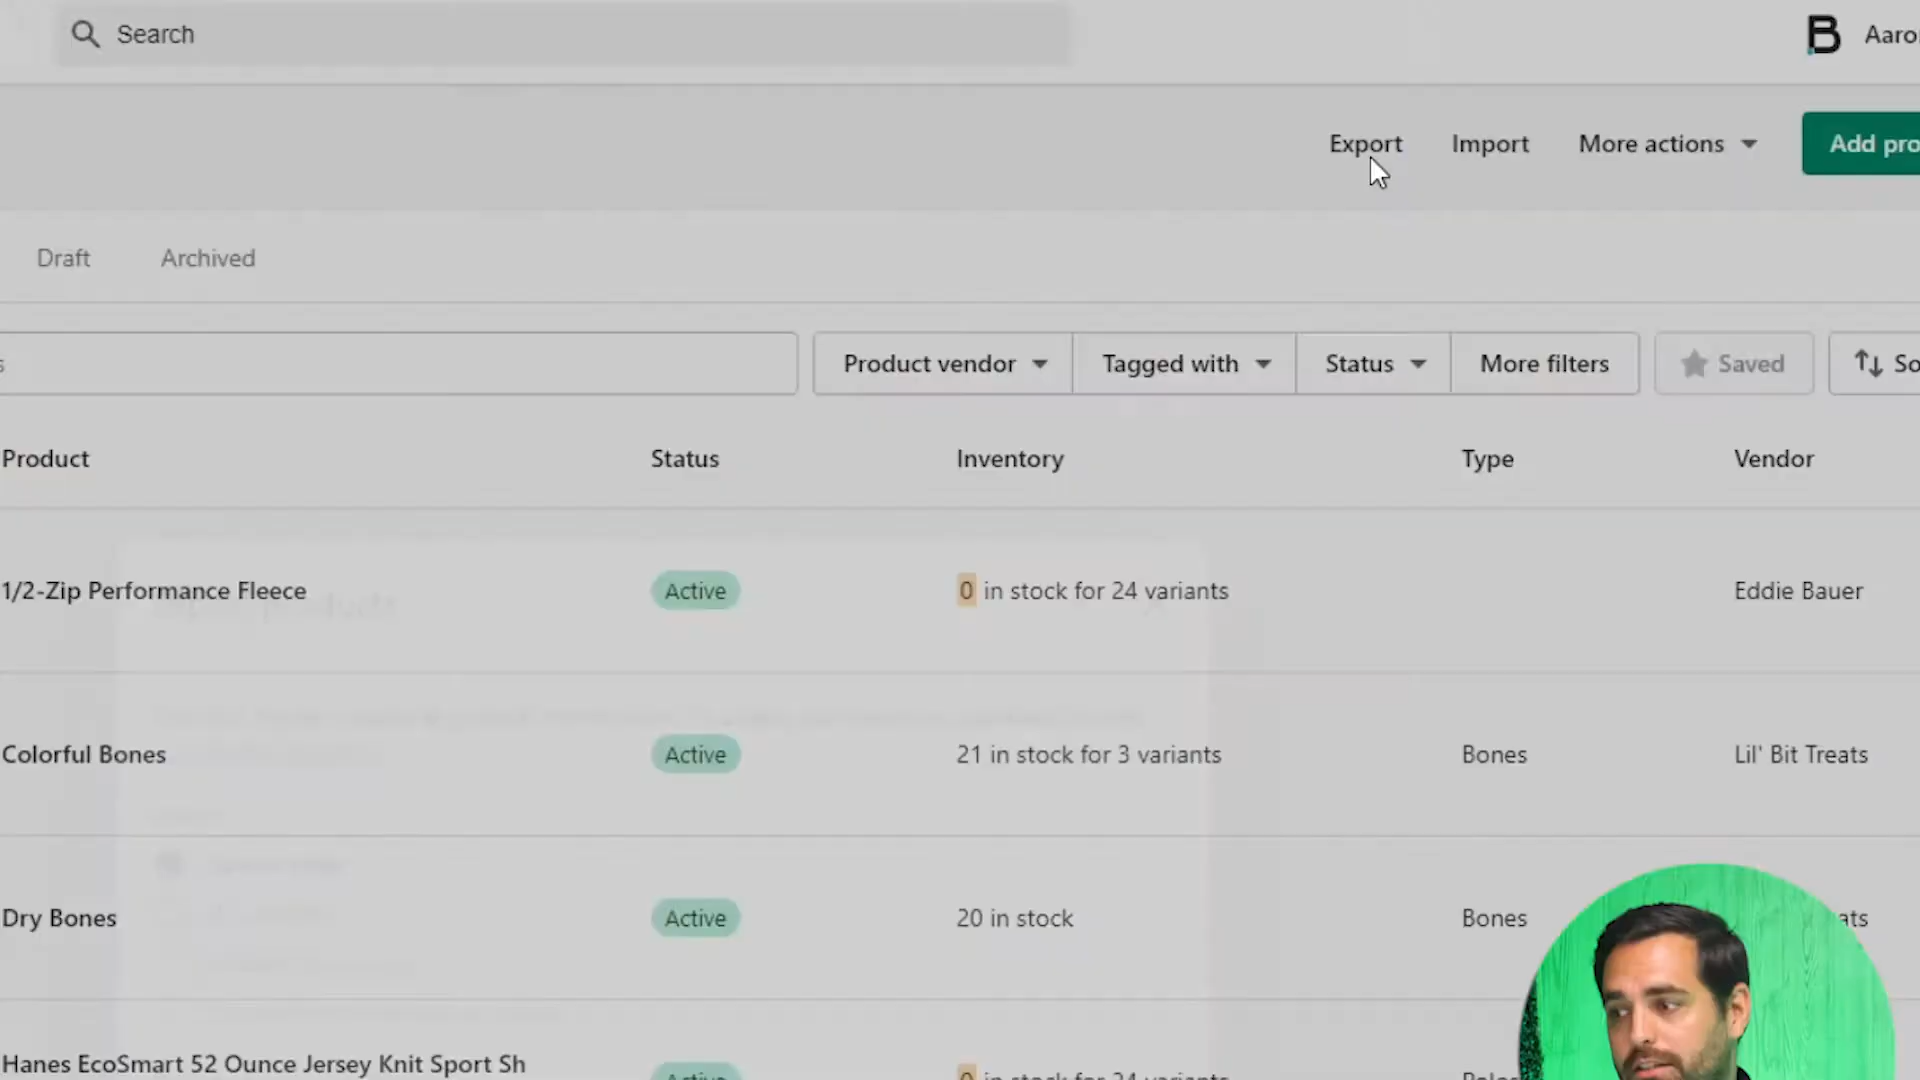 Search
B Aaro
Export Import More actions Add pro
Draft Archived
s Product vendor Tagged with Status More filters Saved So
Product Status Inventory Type Vendor
1/2-Zip Performance Fleece Active 0 in stock for 24 variants Eddie Bauer
Colorful Bones Active 21 in stock for 3 variants Bones Lil' Bit Treats
Dry Bones Active 20 in stock Bones ats
Hanes EcoSmart 52 Ounce Jersey Knit Sport Sh Active 0 in stock for 24 variants